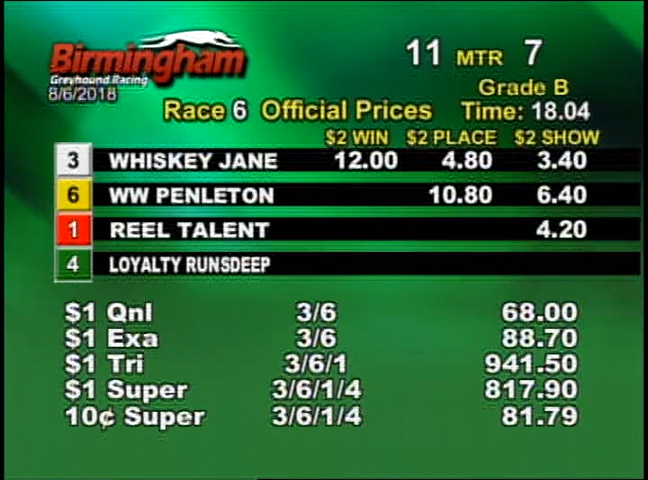 Birmingham
Greyhound Racing
8/6/2018
11 MTR 7
Grade B
Race 6 Official Prices Time: 18.04
$2 WIN $2 PLACE $2 SHOW
3 WHISKEY JANE 12.00 4.80 3.40
6 WW PENLETON 10.80 6.40
1 REEL TALENT 4.20
4 LOYALTY RUNSDEEP
$1 Qnl 3/6 68.00
$1 Exa 3/6 88.70
$1 Tri 3/6/1 941.50
$1 Super 3/6/1/4 817.90
10¢ Super 3/6/1/4 81.79